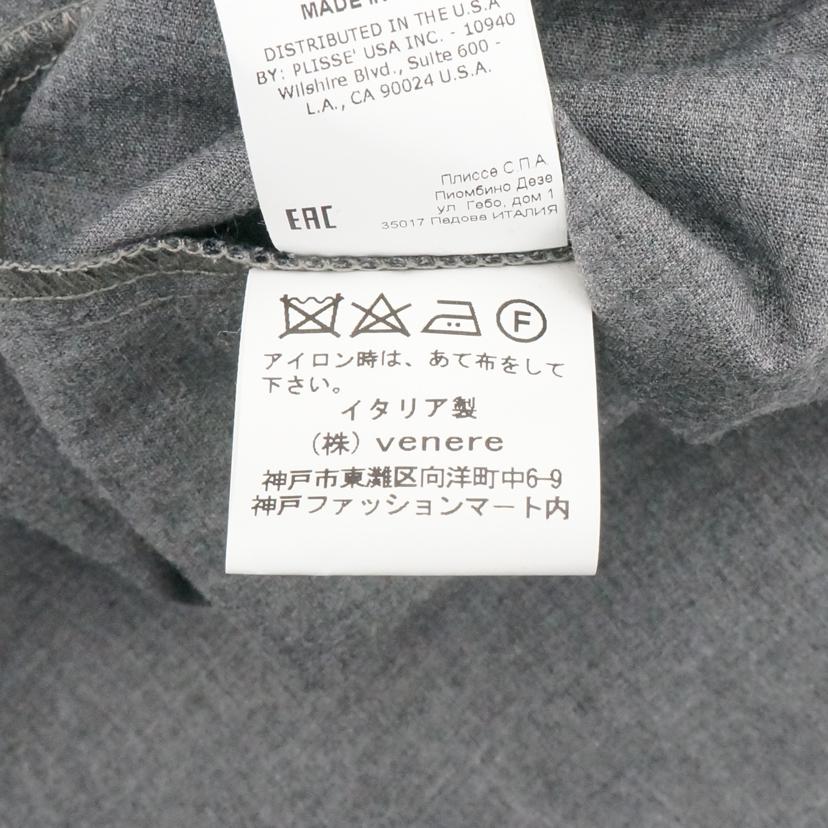 MADE IN
DISTRIBUTED IN THE U.S.A
BY: PLISSE' USA INC. - 10940
Wilshire Blvd., Suite 600 -
L.A., CA 90024 U.S.A.
Плиссе С.П.А.
Пиомбино Дезе
ул Гебо, дом 1
EAC
35017 Падова ИТАЛИЯ
F
アイロン時は、あて布をして
下さい。
イタリア製
(株) venere
神戸市東灘区向洋町中6-9
神戸ファッションマート内